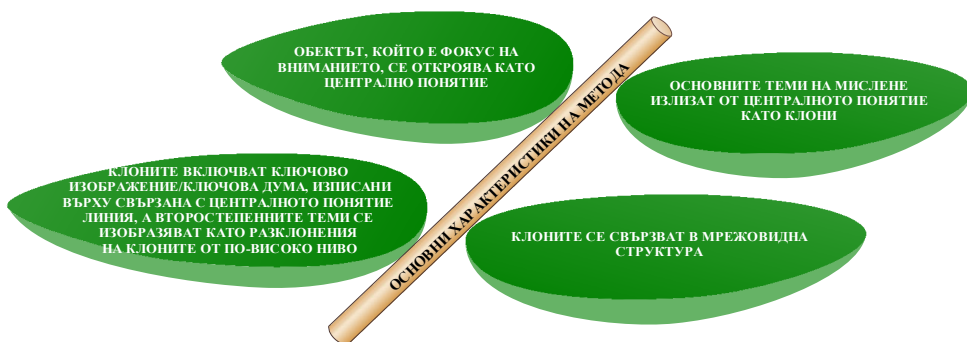 ОБЕКТЪТ, КОЙТО Е ФОКУС НА
ВНИМАНИЕТО, СЕ ОТКРОЯВА КАТО
ЦЕНТРАЛНО ПОНЯТИЕ
ОСНОВНИТЕ ТЕМИ НА МИСЛЕНЕ
ИЗЛИЗАТ ОТ ЦЕНТРАЛНОТО ПОНЯТИЕ
КАТО КЛОНИ
ОСНОВНИ ХАРАКТЕРИСТИКИ НА МЕТОДА
КЛОНИТЕ ВКЛЮЧВАТ КЛЮЧОВО
ИЗОБРАЖЕНИЕ/КЛЮЧОВА ДУМА, ИЗПИСАНИ
ВЪРХУ СВЪРЗАНА С ЦЕНТРАЛНОТО ПОНЯТИЕ
ЛИНИЯ, А ВТОРОСТЕПЕННИТЕ ТЕМИ СЕ
ИЗОБРАЗЯВАТ КАТО РАЗКЛОНЕНИЯ
НА КЛОНИТЕ ОТ ПО-ВИСОКО НИВО
КЛОНИТЕ СЕ СВЪРЗВАТ В МРЕЖОВИДНА
СТРУКТУРА